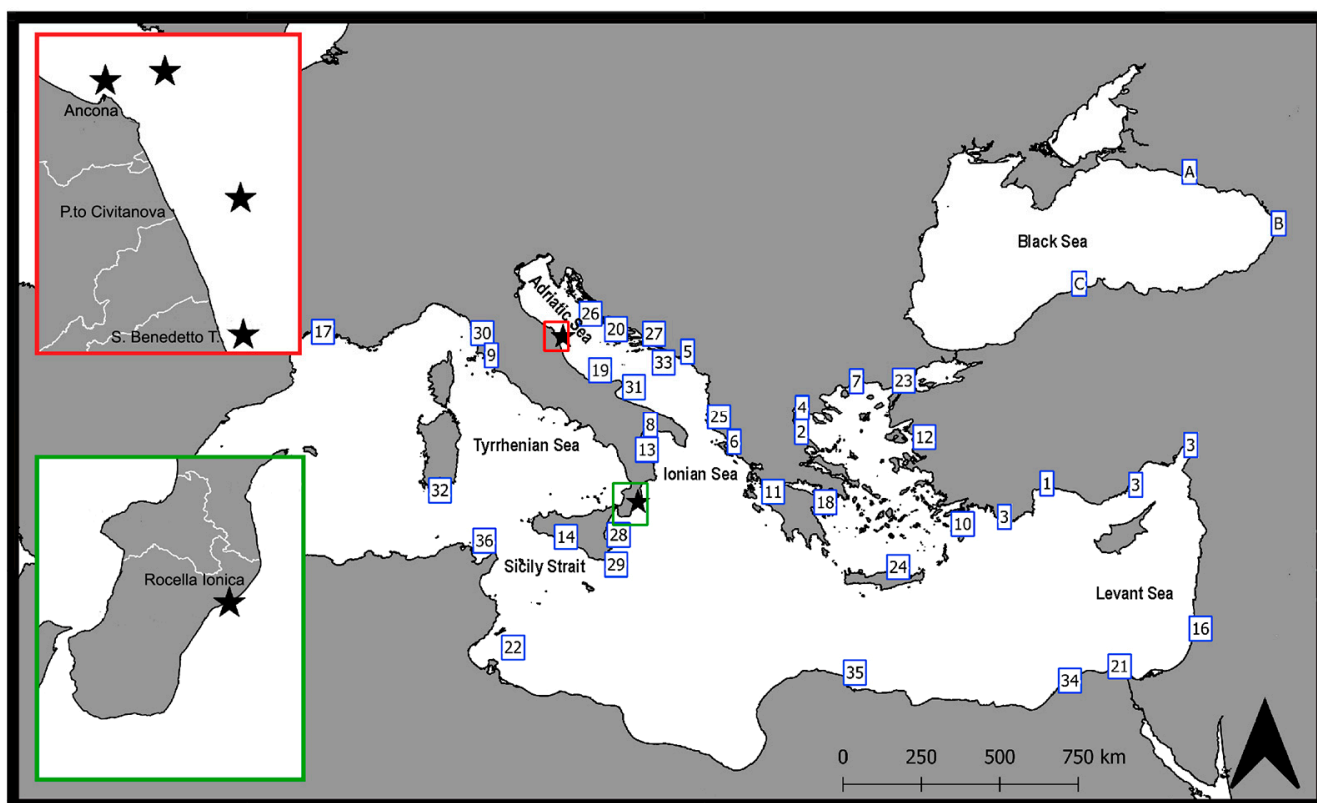 Ancona
P.to Civitanova
S. Benedetto T.
Rocella Ionica
A
B
Black Sea
C
Adriatic Sea
26
20
27
17
30
9
5
33
19
31
7
23
4
2
25
6
12
8
13
Tyrrhenian Sea
Ionian Sea
3
1
3
32
11
18
3
10
14
28
36
29
Sicily Strait
24
Levant Sea
16
22
35
34
21
0 250 500 750 km